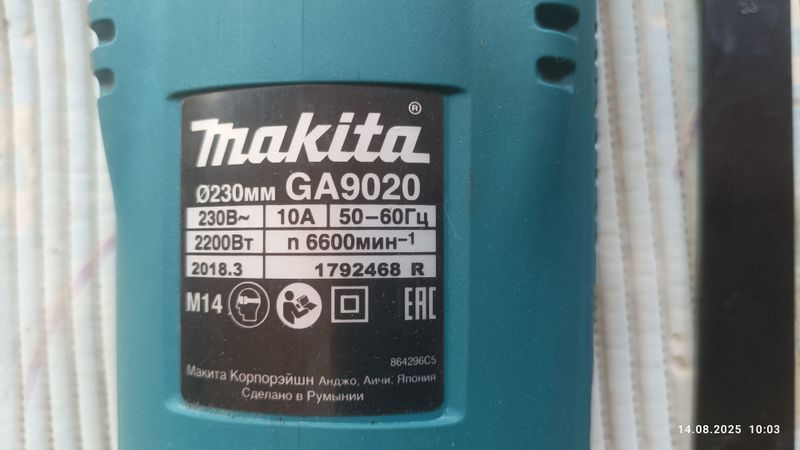 makita®
Ø230мм GA9020
230В~ 10А 50-60Гц
2200Вт n 6600мин-1
2018.3 1792468 R
M14 EAC
864296C5
Макита Корпорэйшн Анджо, Аичи, Япония
Сделано в Румынии
14.08.2025 10:03